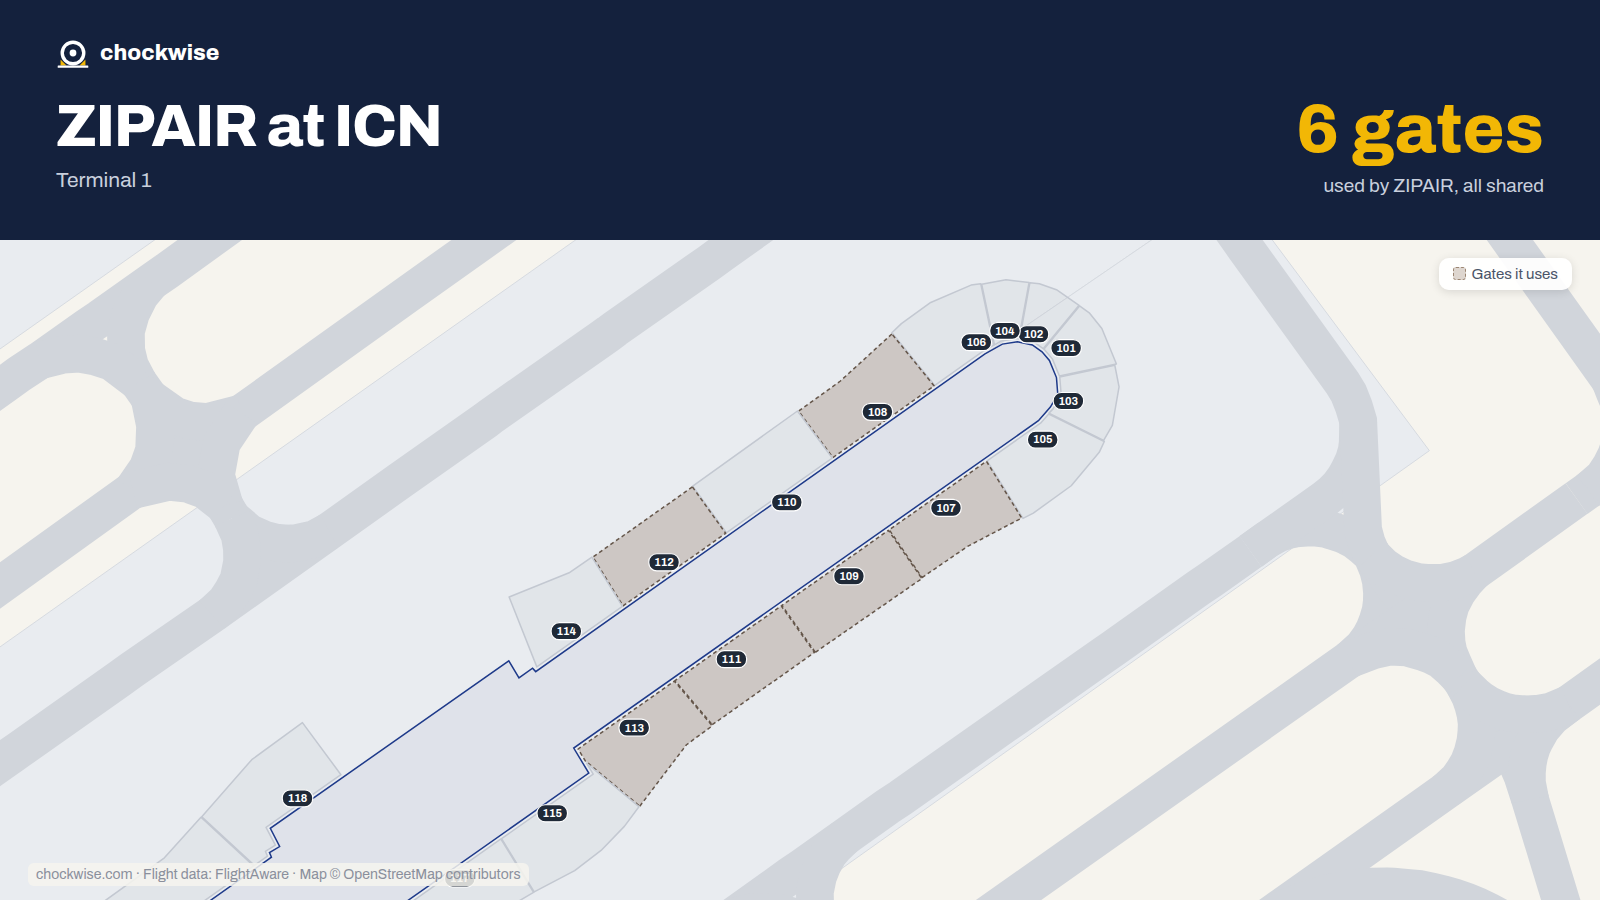 chockwise
ZIPAIR at ICN
Terminal 1
6 gates
used by ZIPAIR, all shared
Gates it uses
104
102
106
101
103
108
105
110
107
112
109
114
111
113
118
115
chockwise.com · Flight data: FlightAware · Map © OpenStreetMap contributors